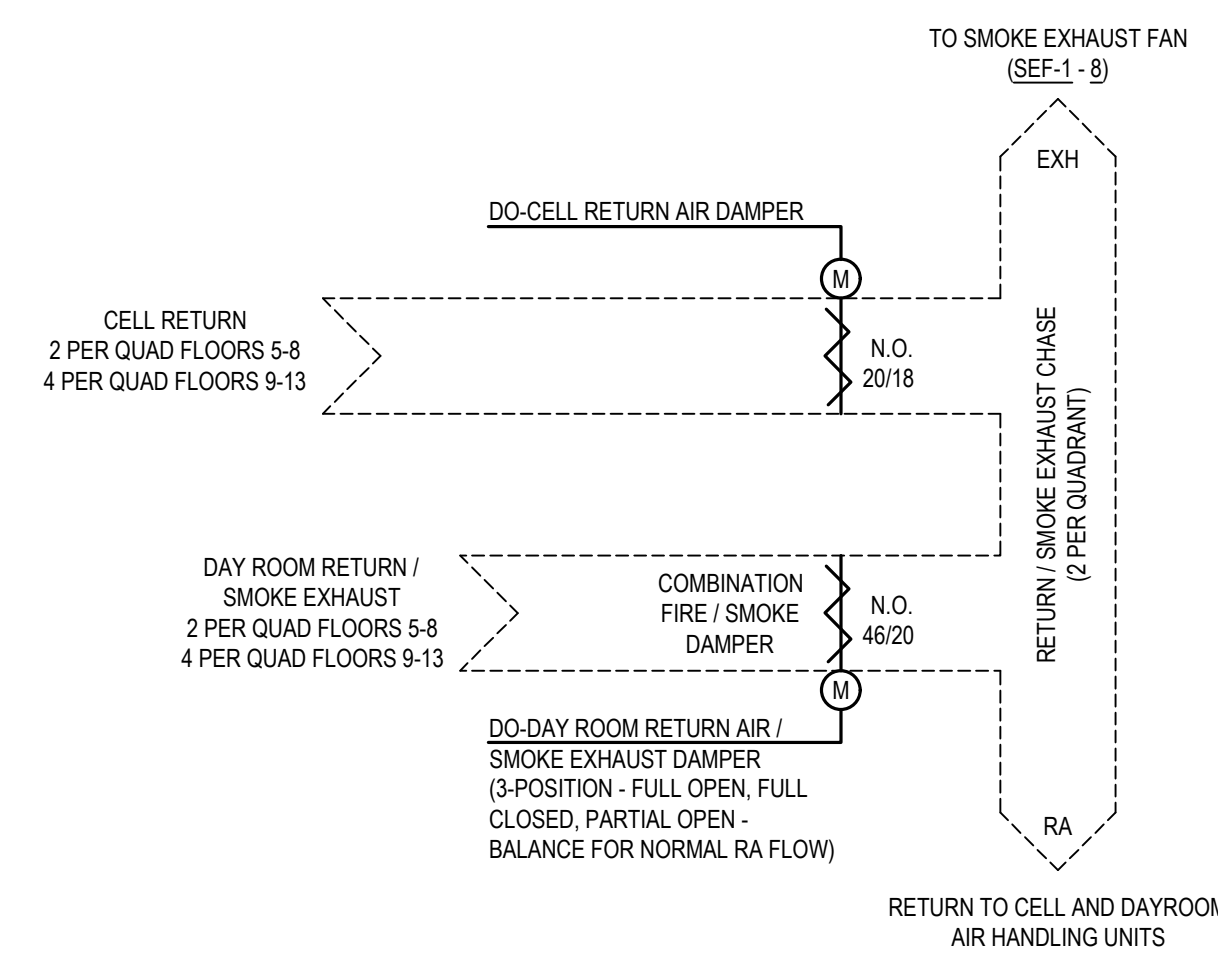 TO SMOKE EXHAUST FAN
(SEF-1 - 8)
EXH
DO-CELL RETURN AIR DAMPER
M
CELL RETURN
2 PER QUAD FLOORS 5-8
4 PER QUAD FLOORS 9-13
N.O.
20/18
RETURN / SMOKE EXHAUST CHASE
(2 PER QUADRANT)
DAY ROOM RETURN /
SMOKE EXHAUST
2 PER QUAD FLOORS 5-8
4 PER QUAD FLOORS 9-13
COMBINATION
FIRE / SMOKE
DAMPER
N.O.
46/20
M
DO-DAY ROOM RETURN AIR /
SMOKE EXHAUST DAMPER
(3-POSITION - FULL OPEN, FULL
CLOSED, PARTIAL OPEN -
BALANCE FOR NORMAL RA FLOW)
RA
RETURN TO CELL AND DAYROOM
AIR HANDLING UNITS